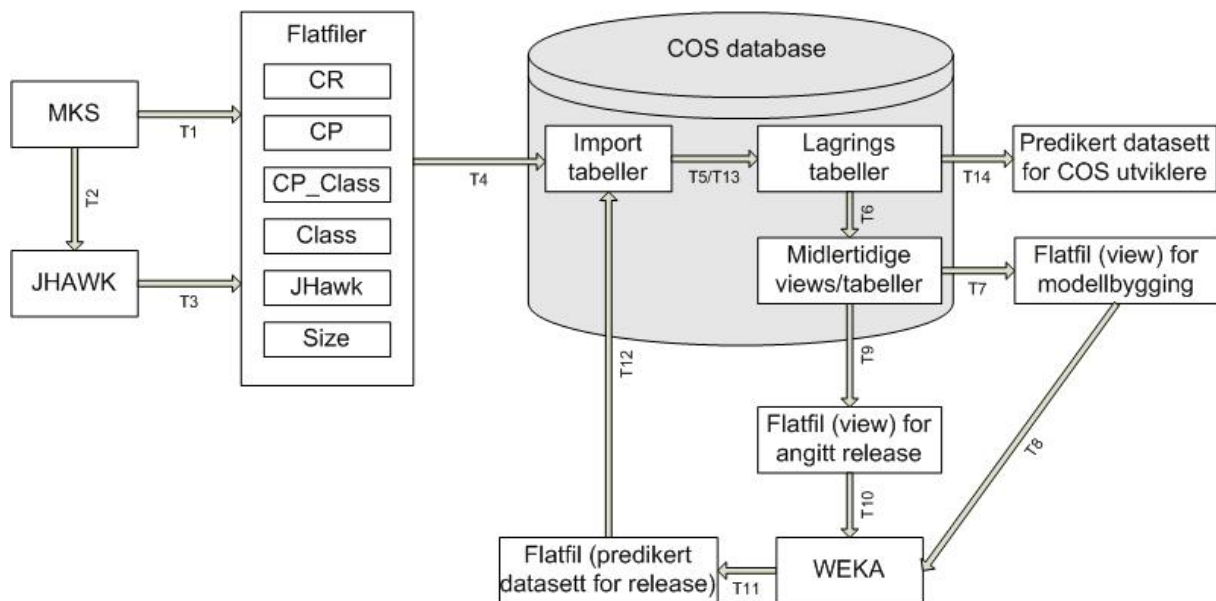 Flatfiler
CR
CP
CP_Class
Class
JHawk
Size
MKS
T1
T2
JHAWK
T3
T4
COS database
Import
tabeller
T5/T13
Lagrings
tabeller
T14
Predikert datasett
for COS utviklere
T6
Midlertidige
views/tabeller
T7
Flatfil (view) for
modellbygging
T8
T9
T12
Flatfil (view) for
angitt release
T10
WEKA
T11
Flatfil (predikert
datasett for release)